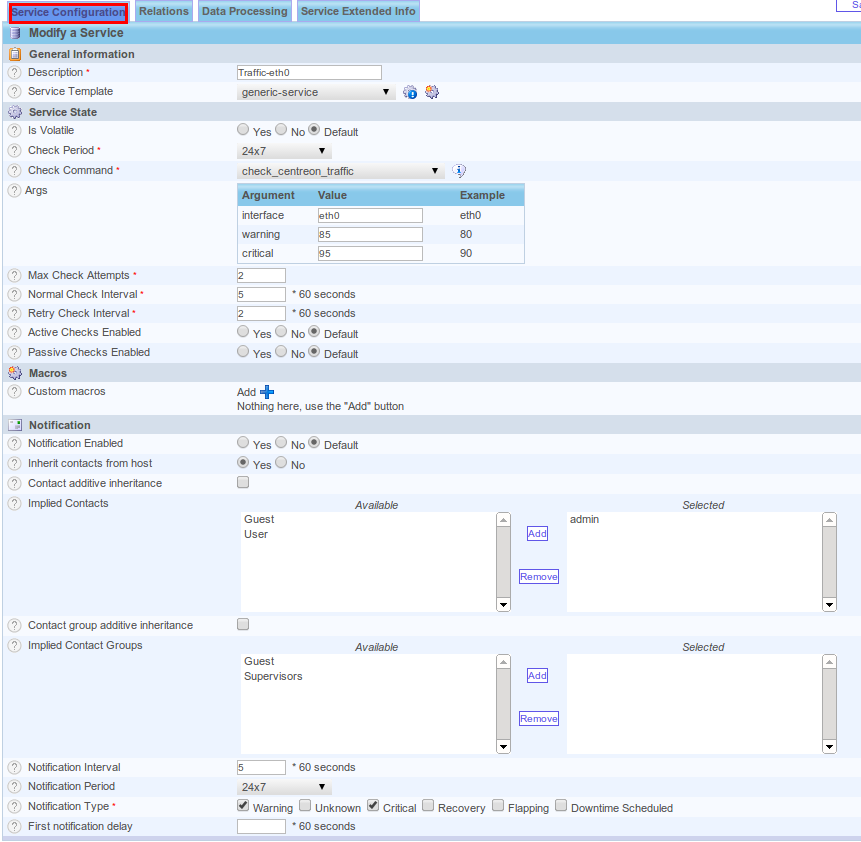 Service Configuration Relations Data Processing Service Extended Info
Modify a Service
General Information
? Description * Traffic-eth0
? Service Template generic-service
Service State
? Is Volatile Yes No Default
? Check Period * 24x7
? Check Command * check_centreon_traffic
? Args Argument Value Example
interface eth0 eth0
warning 85 80
critical 95 90
? Max Check Attempts * 2
? Normal Check Interval * 5 * 60 seconds
? Retry Check Interval * 2 * 60 seconds
? Active Checks Enabled Yes No Default
? Passive Checks Enabled Yes No Default
Macros
? Custom macros Add
Nothing here, use the "Add" button
Notification
? Notification Enabled Yes No Default
? Inherit contacts from host Yes No
? Contact additive inheritance
? Implied Contacts Available Selected
Guest admin
User Add
Remove
? Contact group additive inheritance
? Implied Contact Groups Available Selected
Guest
Supervisors Add
Remove
? Notification Interval 5 * 60 seconds
? Notification Period 24x7
? Notification Type * Warning Unknown Critical Recovery Flapping Downtime Scheduled
? First notification delay * 60 seconds